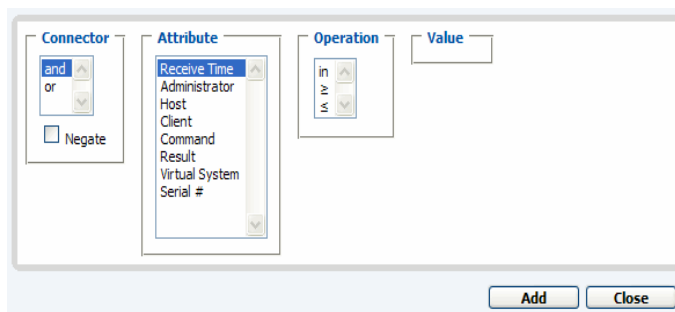 Connector
and
or
Negate
Attribute
Receive Time
Administrator
Host
Client
Command
Result
Virtual System
Serial #
Operation
in
≥
≤
Value
Add
Close